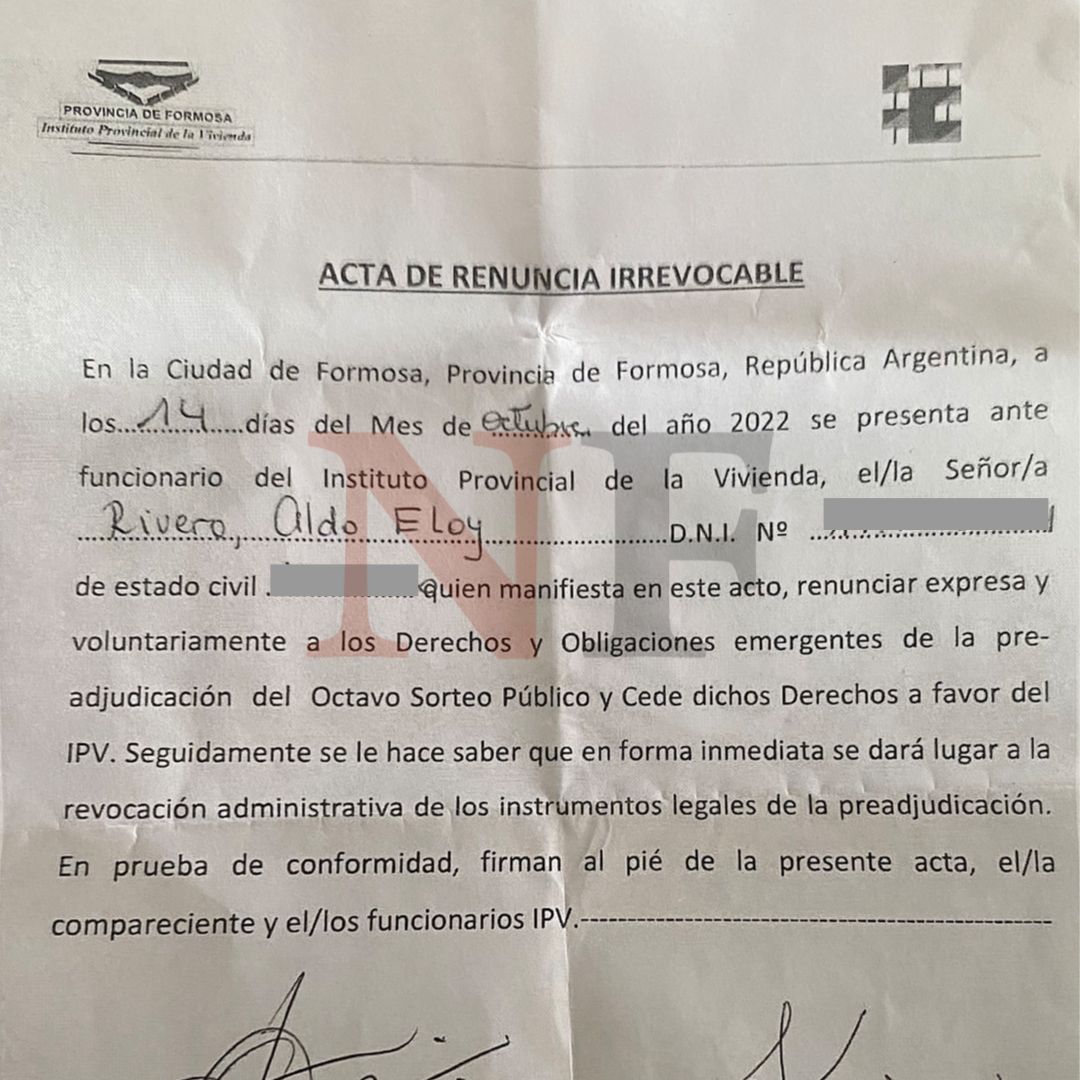 PROVINCIA DE FORMOSA
Instituto Provincial de la Vivienda
ACTA DE RENUNCIA IRREVOCABLE
En la Ciudad de Formosa, Provincia de Formosa, República Argentina, a
los...14....días del Mes de octubre. del año 2022 se presenta ante
funcionario del Instituto Provincial de la Vivienda, el/la Señor/a
Rivero, Aldo Eloy......................D.N.I. Nº ..............................
de estado civil ....................quien manifiesta en este acto, renunciar expresa y
voluntariamente a los Derechos y Obligaciones emergentes de la pre-
adjudicación del Octavo Sorteo Público y Cede dichos Derechos a favor del
IPV. Seguidamente se le hace saber que en forma inmediata se dará lugar a la
revocación administrativa de los instrumentos legales de la preadjudicación.
En prueba de conformidad, firman al pié de la presente acta, el/la
compareciente y el/los funcionarios IPV.------------------------------------------------
NF